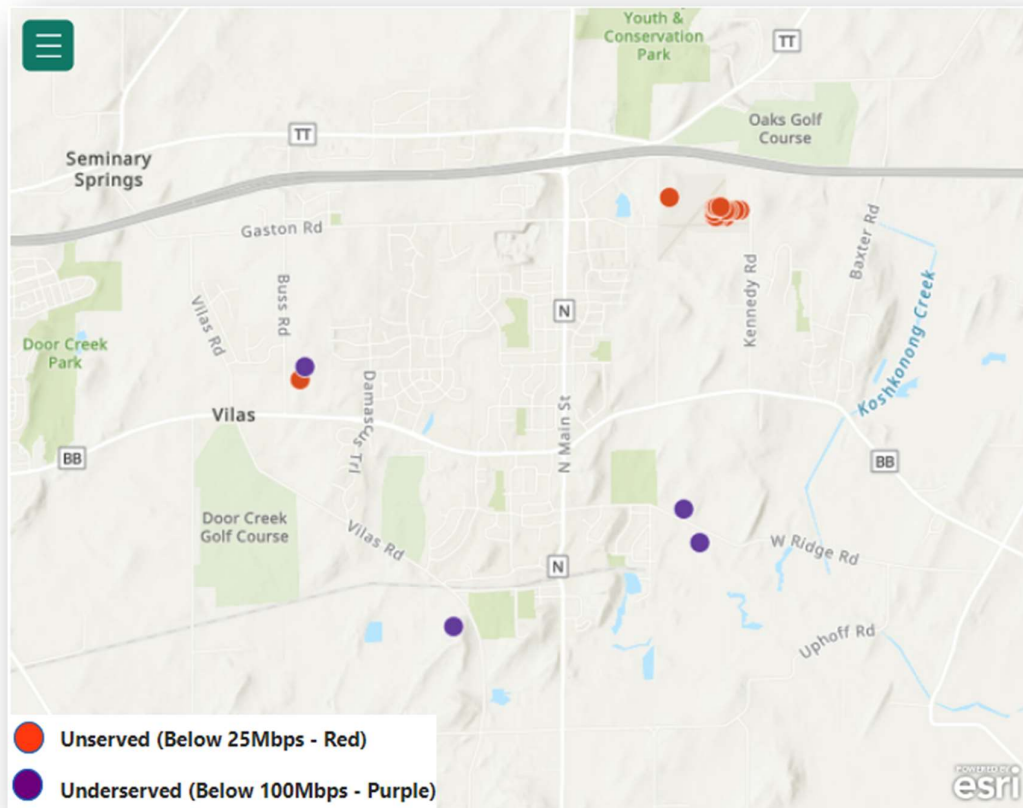 Youth &
Conservation
Park
TT
TT
Oaks Golf
Course
Seminary
Springs
Gaston Rd
Baxter Rd
Buss Rd
Kennedy Rd
Vilas Rd
N
Koshkonong Creek
Door Creek
Park
Damascus Trl
Vilas
N Main St
BB
BB
Door Creek
Golf Course
Vilas Rd
W Ridge Rd
N
Uphoff Rd
Unserved (Below 25Mbps - Red)
Underserved (Below 100Mbps - Purple)
POWERED BY
esri